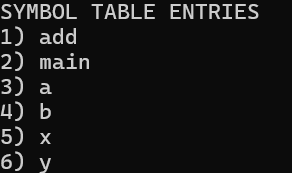 SYMBOL TABLE ENTRIES
1) add
2) main
3) a
4) b
5) x
6) y